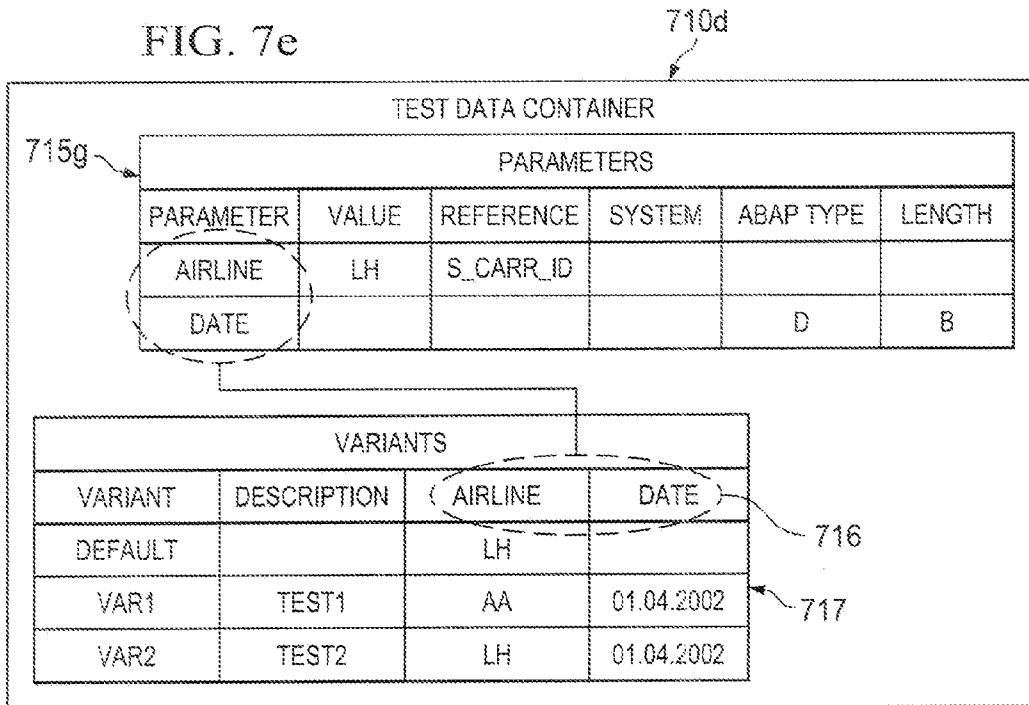 FIG. 7e
710d
TEST DATA CONTAINER
715g
PARAMETERS
PARAMETER VALUE REFERENCE SYSTEM ABAP TYPE LENGTH
AIRLINE LH S_CARR_ID
DATE D B
VARIANTS
VARIANT DESCRIPTION AIRLINE DATE
716
DEFAULT LH
VAR1 TEST1 AA 01.04.2002
717
VAR2 TEST2 LH 01.04.2002